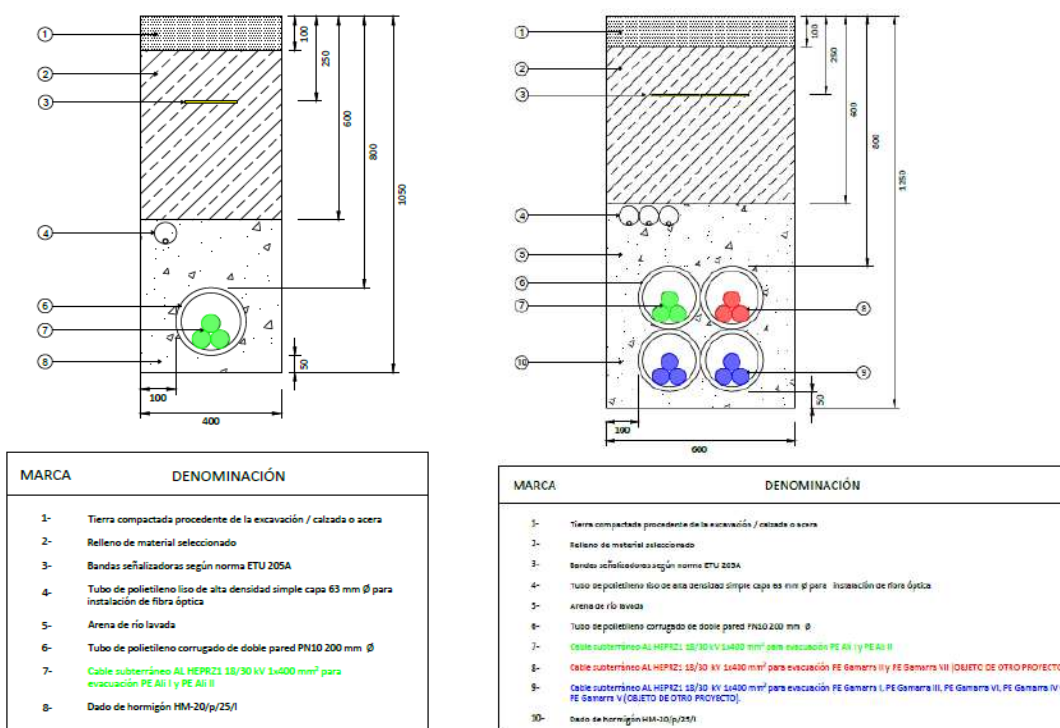 1
2
3
4
6
7
8
100
250
600
800
1050
50
100
400
1
2
3
4
5
6
7
10
8
9
100
250
600
800
1250
50
100
600
MARCA DENOMINACIÓN
1- Tierra compactada procedente de la excavación / calzada o acera
2- Relleno de material seleccionado
3- Bandas señalizadoras según norma ETU 205A
4- Tubo de polietileno liso de alta densidad simple capa 63 mm Ø para
instalación de fibra óptica
5- Arena de río lavada
6- Tubo de polietileno corrugado de doble pared PN10 200 mm Ø
7- Cable subterráneo AL HEPRZ1 18/30 kV 1x400 mm² para
evacuación PE Ali I y PE Ali II
8- Dado de hormigón HM-20/p/25/I
MARCA DENOMINACIÓN
1- Tierra compactada procedente de la excavación / calzada o acera
2- Relleno de material seleccionado
3- Bandas señalizadoras según norma ETU 205A
4- Tubo de polietileno liso de alta densidad simple capa 63 mm Ø para instalación de fibra óptica
5- Arena de río lavada
6- Tubo de polietileno corrugado de doble pared PN10 200 mm Ø
7- Cable subterráneo AL HEPRZ1 18/30 kV 1x400 mm² para evacuación PE Ali I y PE Ali II
8- Cable subterráneo AL HEPRZ1 18/30 kV 1x400 mm² para evacuación PE Gamarra II y PE Gamarra VII (OBJETO DE OTRO PROYECTO
9- Cable subterráneo AL HEPRZ1 18/30 kV 1x400 mm² para evacuación PE Gamarra I, PE Gamarra III, PE Gamarra VI, PE Gamarra IV
PE Gamarra V (OBJETO DE OTRO PROYECTO).
10- Dado de hormigón HM-20/p/25/I